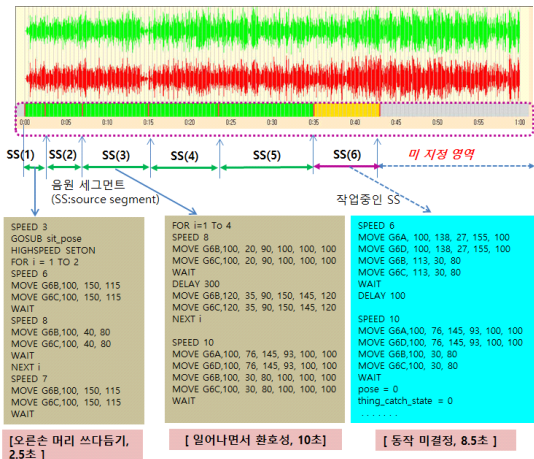 0:00 0:05 0:10 0:15 0:20 0:25 0:30 0:35 0:40 0:45 0:50 0:55 1:00
SS(1) SS(2) SS(3) SS(4) SS(5) SS(6) 미 지정 영역
음원 세그먼트
(SS:source segment)
작업중인 SS
SPEED 3
GOSUB sit_pose
HIGHSPEED SETON
FOR i = 1 TO 2
SPEED 6
MOVE G6B,100, 150, 115
MOVE G6C,100, 150, 115
WAIT
SPEED 8
MOVE G6B,100, 40, 80
MOVE G6C,100, 40, 80
WAIT
NEXT i
SPEED 7
MOVE G6B,100, 150, 115
MOVE G6C,100, 150, 115
WAIT
[오른손 머리 쓰다듬기,
2.5초 ]
FOR i=1 To 4
SPEED 8
MOVE G6B,100, 20, 90, 100, 100, 100
MOVE G6C,100, 20, 90, 100, 100, 100
WAIT
DELAY 300
MOVE G6B,120, 35, 90, 150, 145, 120
MOVE G6C,120, 35, 90, 150, 145, 120
NEXT i
SPEED 10
MOVE G6A,100, 76, 145, 93, 100, 100
MOVE G6D,100, 76, 145, 93, 100, 100
MOVE G6B,100, 30, 80, 100, 100, 100
MOVE G6C,100, 30, 80, 100, 100, 100
WAIT
[ 일어나면서 환호성, 10초]
SPEED 6
MOVE G6A, 100, 138, 27, 155, 100
MOVE G6D, 100, 138, 27, 155, 100
MOVE G6B, 113, 30, 80
MOVE G6C, 113, 30, 80
WAIT
DELAY 100
SPEED 10
MOVE G6A,100, 76, 145, 93, 100, 100
MOVE G6D,100, 76, 145, 93, 100, 100
MOVE G6B,100, 30, 80
MOVE G6C,100, 30, 80
WAIT
pose = 0
thing_catch_state = 0
. . . . . . .
[ 동작 미결정, 8.5초 ]